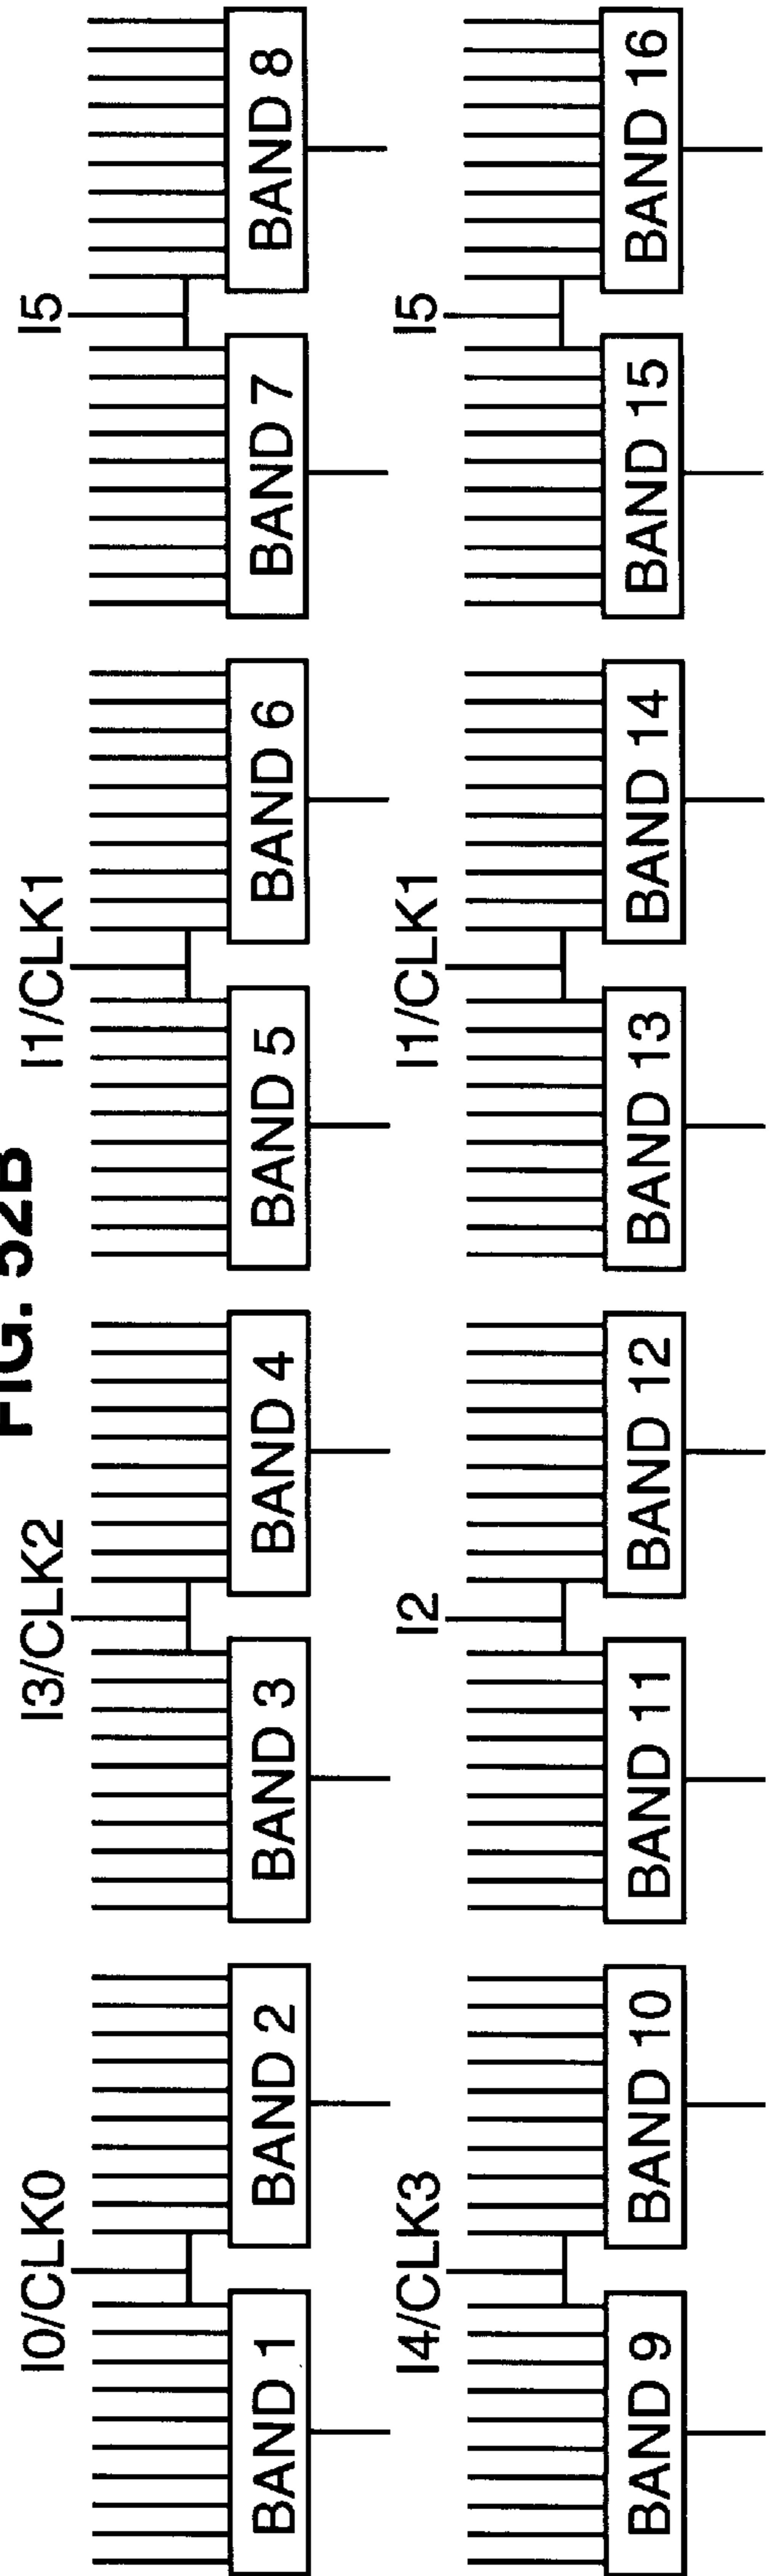 FIG. 52B
I0/CLK0
I3/CLK2
I1/CLK1
I5
BAND 1
BAND 2
BAND 3
BAND 4
BAND 5
BAND 6
BAND 7
BAND 8
I4/CLK3
I2
I1/CLK1
I5
BAND 9
BAND 10
BAND 11
BAND 12
BAND 13
BAND 14
BAND 15
BAND 16